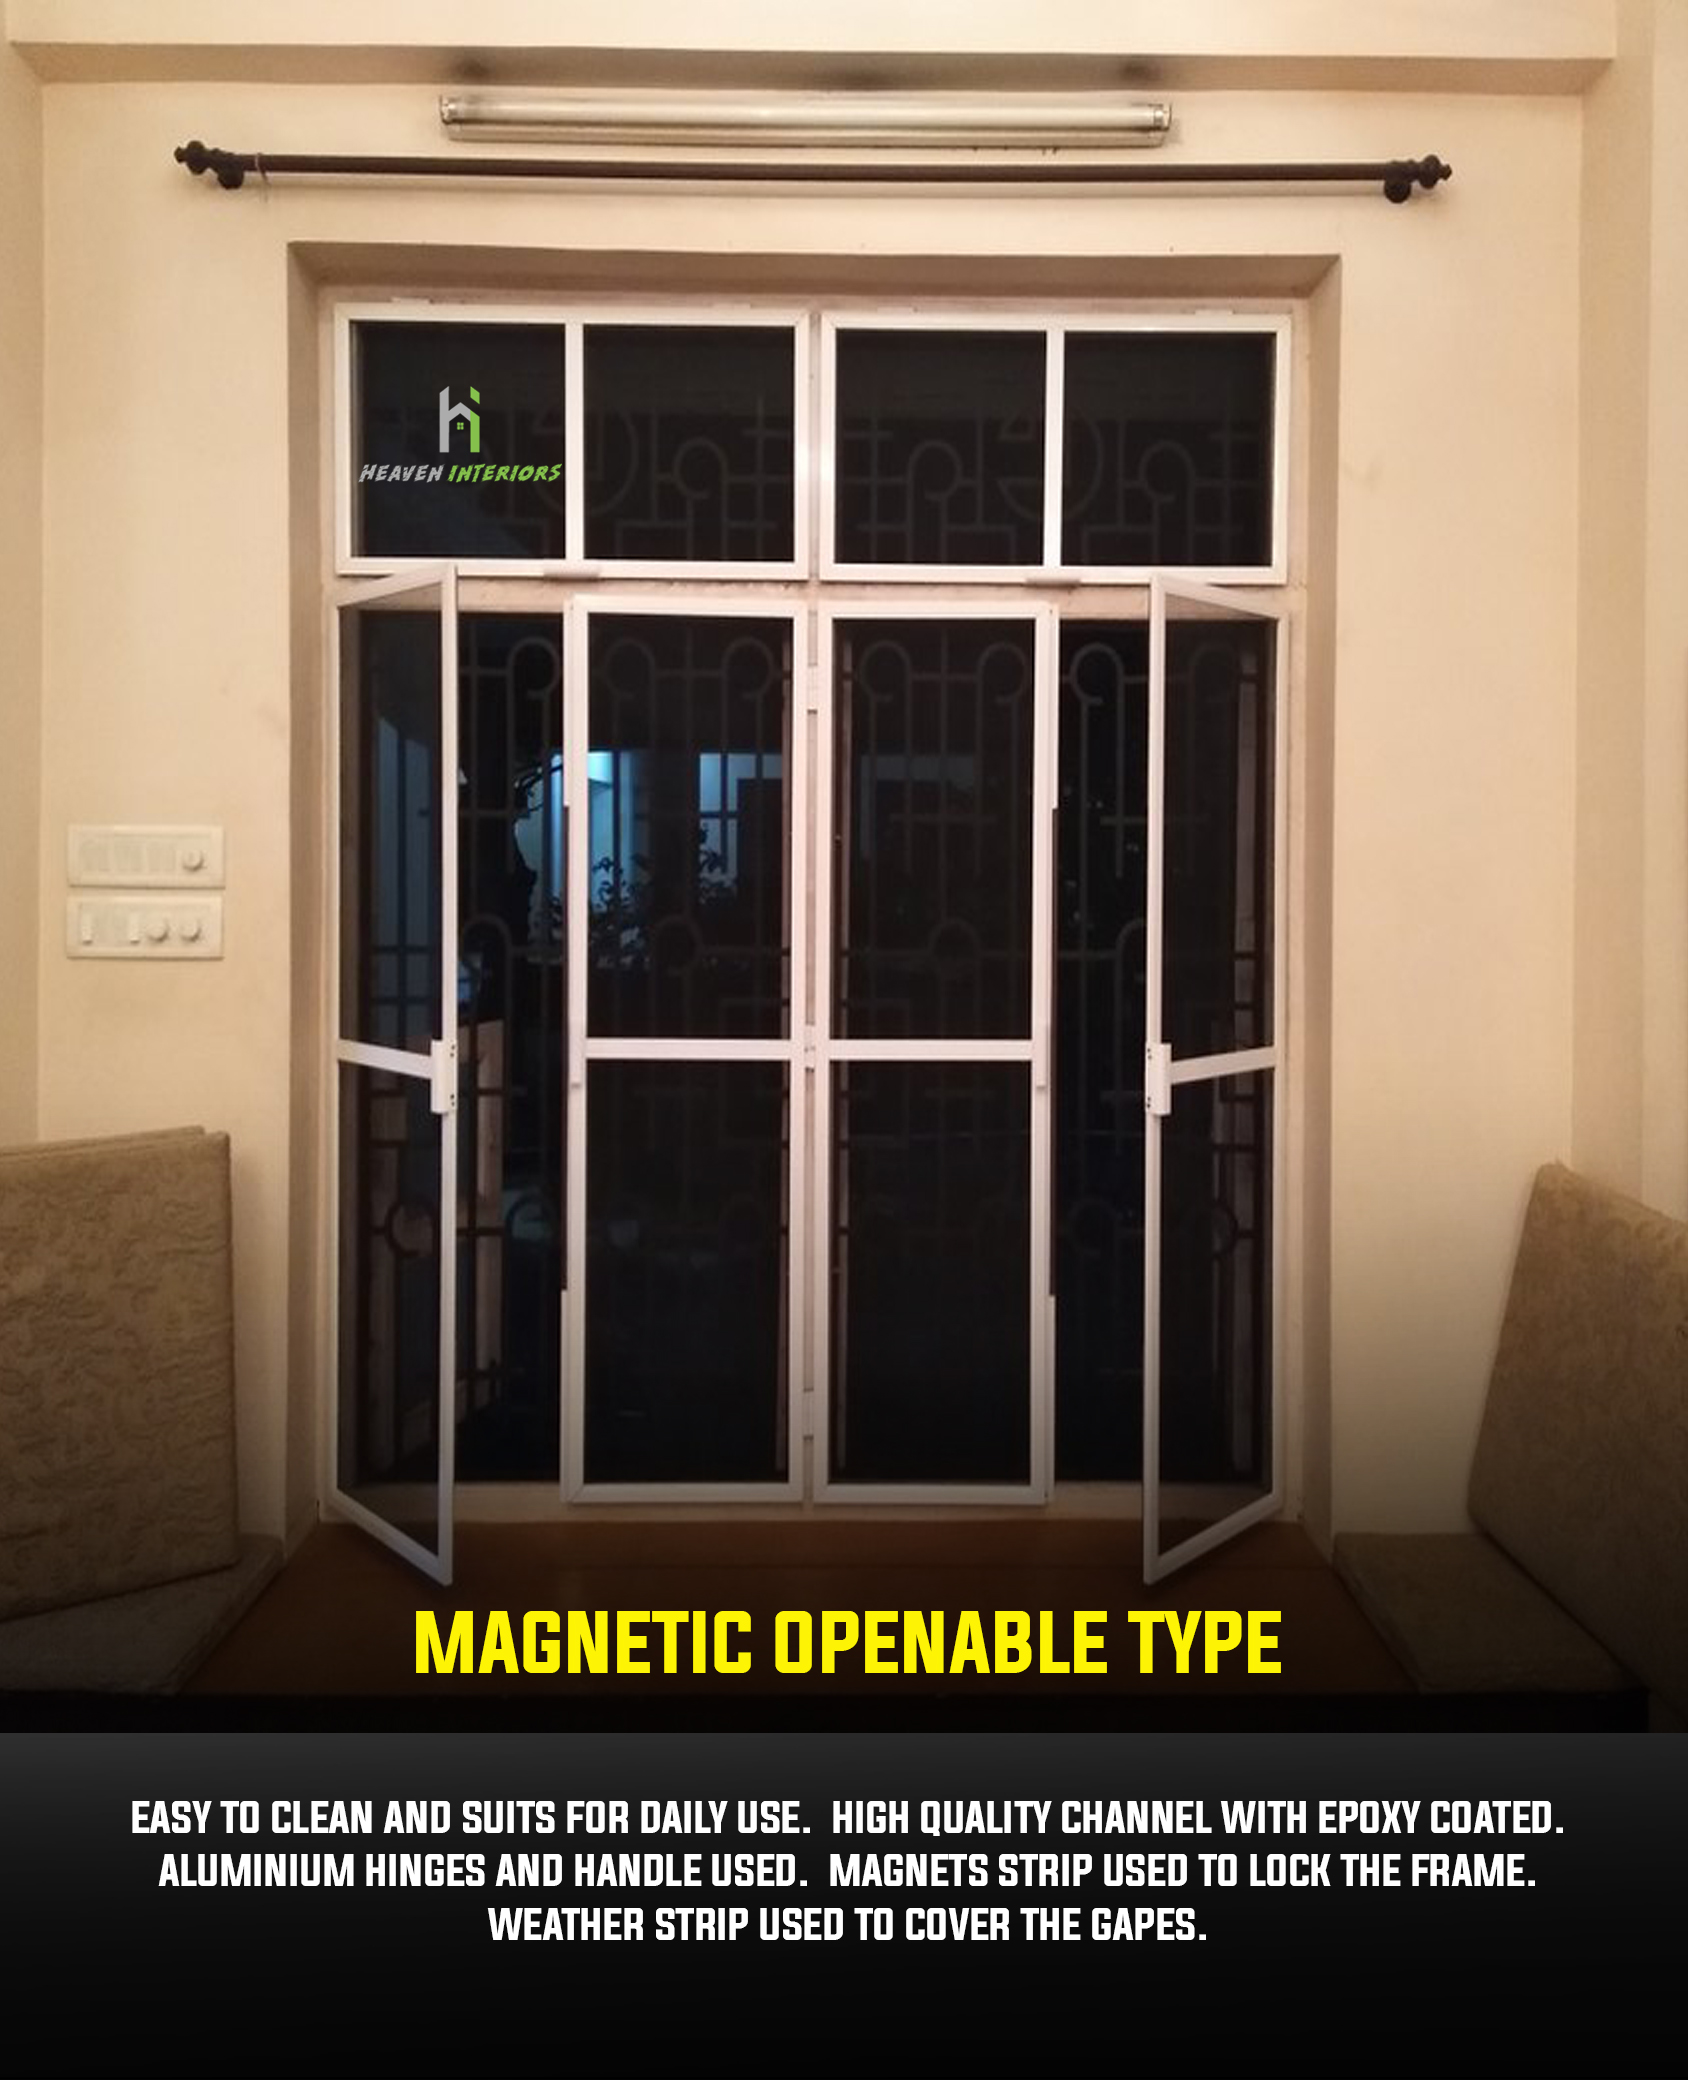 HEAVEN INTERIORS
MAGNETIC OPENABLE TYPE
EASY TO CLEAN AND SUITS FOR DAILY USE.  HIGH QUALITY CHANNEL WITH EPOXY COATED.
ALUMINIUM HINGES AND HANDLE USED.  MAGNETS STRIP USED TO LOCK THE FRAME.
WEATHER STRIP USED TO COVER THE GAPES.